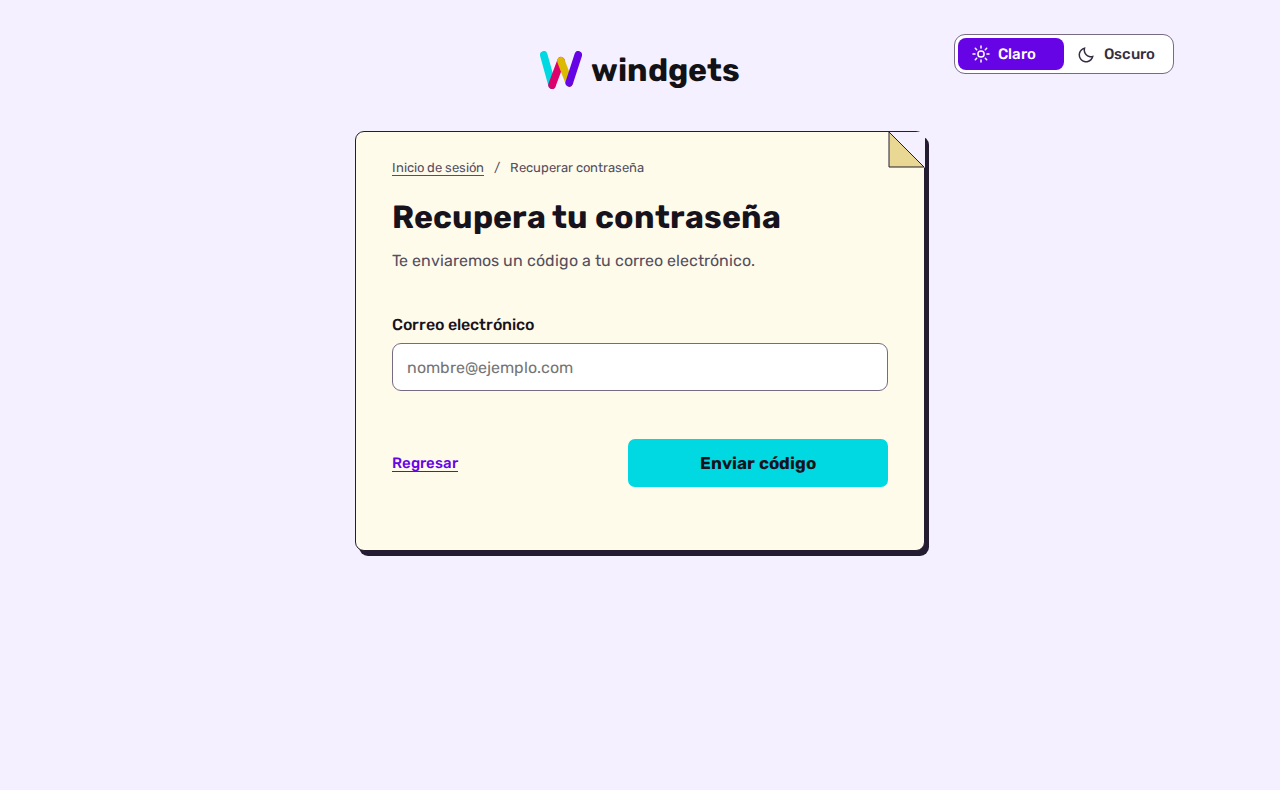 windgets
Claro
Oscuro
Inicio de sesión / Recuperar contraseña
Recupera tu contraseña
Te enviaremos un código a tu correo electrónico.
Correo electrónico
nombre@ejemplo.com
Regresar
Enviar código